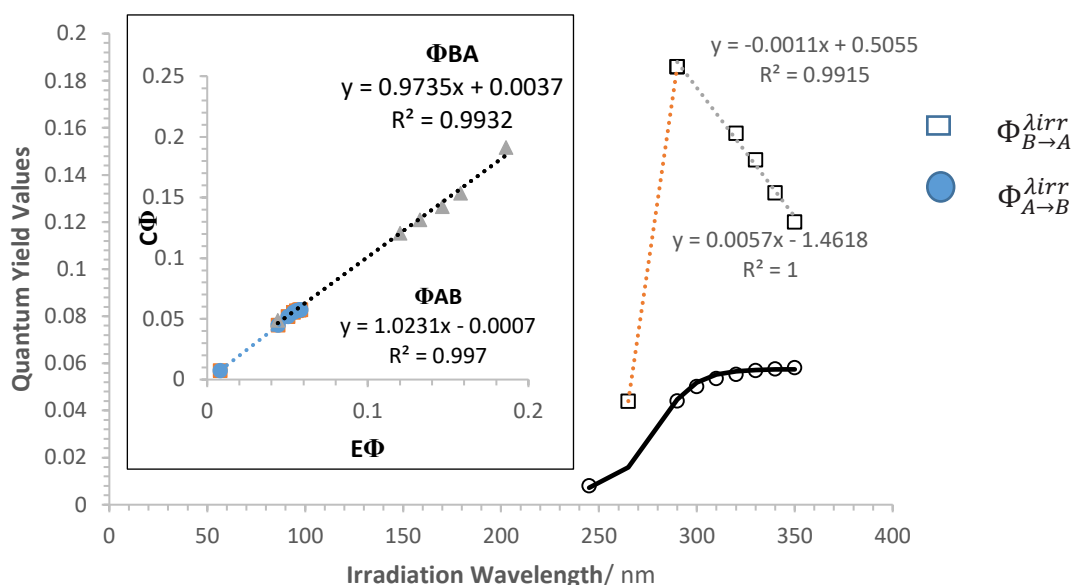 0.2
0.18
0.16
0.14
0.12
0.1
0.08
0.06
0.04
0.02
0
Quantum Yield Values
0 50 100 150 200 250 300 350 400
Irradiation Wavelength/ nm
0.25
0.2
0.15
0.1
0.05
0
CΦ
0 0.1 0.2
EΦ
ΦBA
y = 0.9735x + 0.0037
R² = 0.9932
ΦAB
y = 1.0231x - 0.0007
R² = 0.997
y = -0.0011x + 0.5055
R² = 0.9915
y = 0.0057x - 1.4618
R² = 1
Φ_{B→A}^{λirr}
Φ_{A→B}^{λirr}